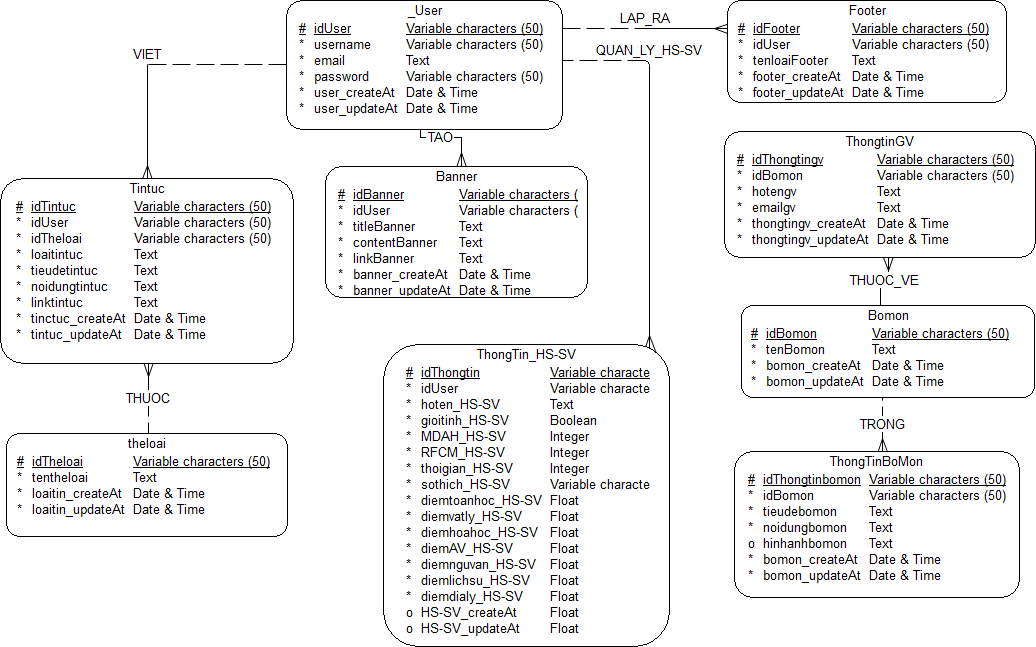 _User
# idUser Variable characters (50)
* username Variable characters (50)
* email Text
* password Variable characters (50)
* user_createAt Date & Time
* user_updateAt Date & Time
LAP_RA
QUAN_LY_HS-SV
VIET
TAO
Footer
# idFooter Variable characters (50)
* idUser Variable characters (50)
* tenloaiFooter Text
* footer_createAt Date & Time
* footer_updateAt Date & Time
ThongtinGV
# idThongtingv Variable characters (50)
* idBomon Variable characters (50)
* hotengv Text
* emailgv Text
* thongtingv_createAt Date & Time
* thongtingv_updateAt Date & Time
Tintuc
# idTintuc Variable characters (50)
* idUser Variable characters (50)
* idTheloai Variable characters (50)
* loaitintuc Text
* tieudetintuc Text
* noidungtintuc Text
* linktintuc Text
* tinctuc_createAt Date & Time
* tintuc_updateAt Date & Time
Banner
# idBanner Variable characters (
* idUser Variable characters (
* titleBanner Text
* contentBanner Text
* linkBanner Text
* banner_createAt Date & Time
* banner_updateAt Date & Time
THUOC_VE
Bomon
# idBomon Variable characters (50)
* tenBomon Text
* bomon_createAt Date & Time
* bomon_updateAt Date & Time
THUOC
TRONG
theloai
# idTheloai Variable characters (50)
* tentheloai Text
* loaitin_createAt Date & Time
* loaitin_updateAt Date & Time
ThongTin_HS-SV
# idThongtin Variable characte
* idUser Variable characte
* hoten_HS-SV Text
* gioitinh_HS-SV Boolean
* MDAH_HS-SV Integer
* RFCM_HS-SV Integer
* thoigian_HS-SV Integer
* sothich_HS-SV Variable characte
* diemtoanhoc_HS-SV Float
* diemvatly_HS-SV Float
* diemhoahoc_HS-SV Float
* diemAV_HS-SV Float
* diemnguvan_HS-SV Float
* diemlichsu_HS-SV Float
* diemdialy_HS-SV Float
o HS-SV_createAt Float
o HS-SV_updateAt Float
ThongTinBoMon
# idThongtinbomon Variable characters (50)
* idBomon Variable characters (50)
* tieudebomon Text
* noidungbomon Text
o hinhanhbomon Text
* bomon_createAt Date & Time
* bomon_updateAt Date & Time